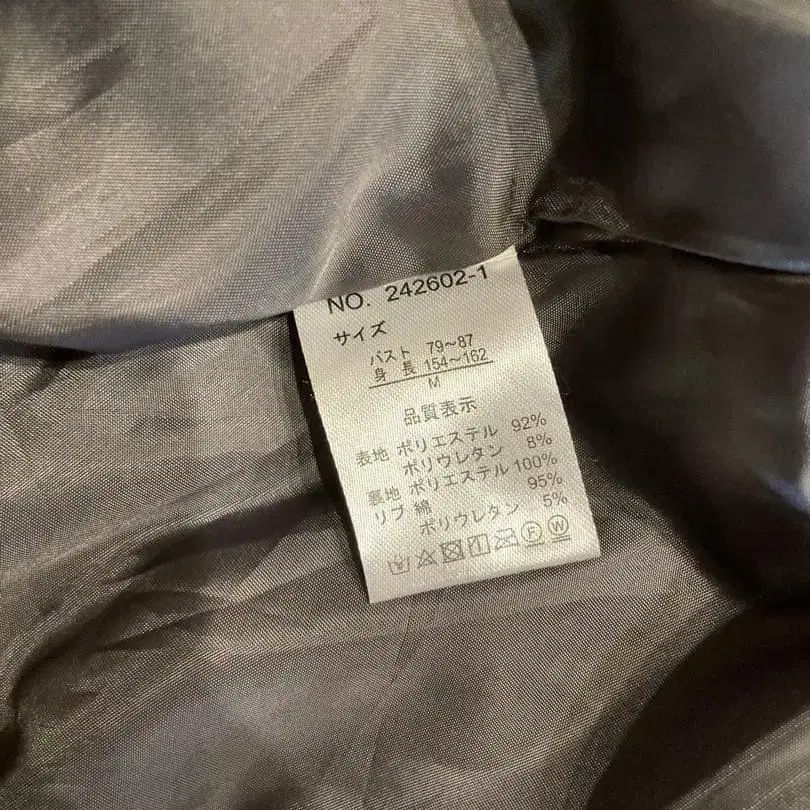 NO. 242602-1
サイズ
バスト 79～87
身長 154～162
M
品質表示
表地 ポリエステル 92%
ポリウレタン 8%
裏地 ポリエステル 100%
リブ 綿 95%
ポリウレタン 5%
P W